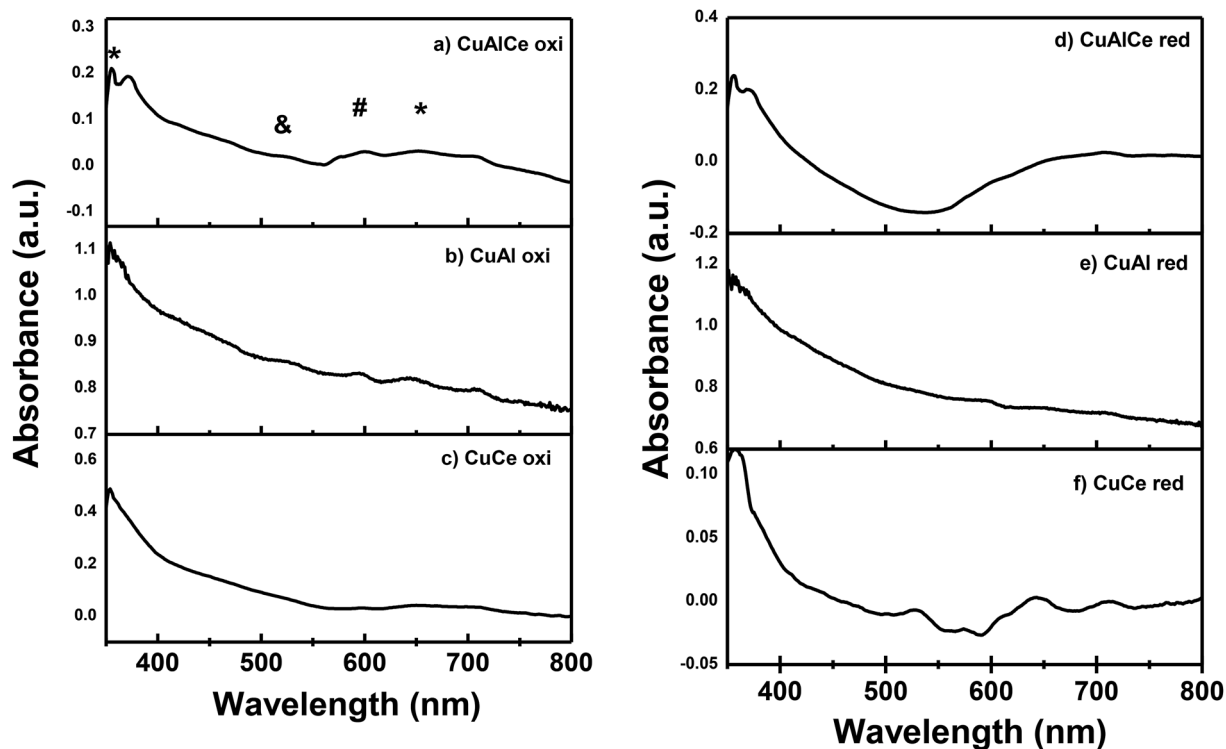 Absorbance (a.u.)
a) CuAlCe oxi
0.3
0.2
0.1
0.0
-0.1
*
&
#
*
b) CuAl oxi
1.1
1.0
0.9
0.8
0.7
c) CuCe oxi
0.6
0.4
0.2
0.0
400 500 600 700 800
Wavelength (nm)
Absorbance (a.u.)
d) CuAlCe red
0.4
0.2
0.0
-0.2
e) CuAl red
1.2
1.0
0.8
0.6
f) CuCe red
0.10
0.05
0.00
-0.05
400 500 600 700 800
Wavelength (nm)